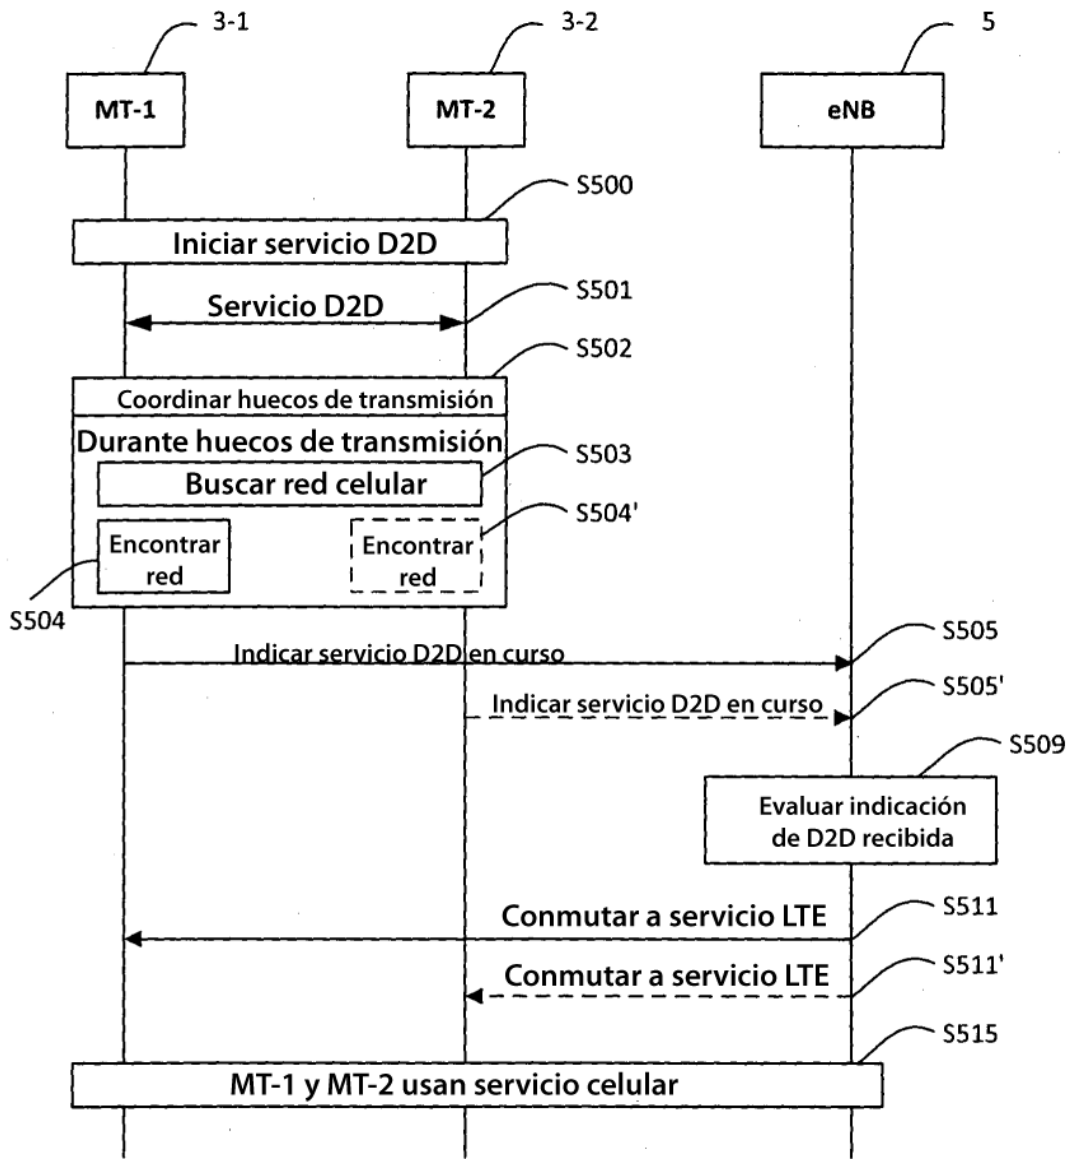 3-1
3-2
5
MT-1
MT-2
eNB
S500
Iniciar servicio D2D
S501
Servicio D2D
S502
Coordinar huecos de transmisión
Durante huecos de transmisión
S503
Buscar red celular
S504'
Encontrar
red
Encontrar
red
S504
S505
Indicar servicio D2D en curso
S505'
Indicar servicio D2D en curso
S509
Evaluar indicación
de D2D recibida
S511
Conmutar a servicio LTE
S511'
Conmutar a servicio LTE
S515
MT-1 y MT-2 usan servicio celular